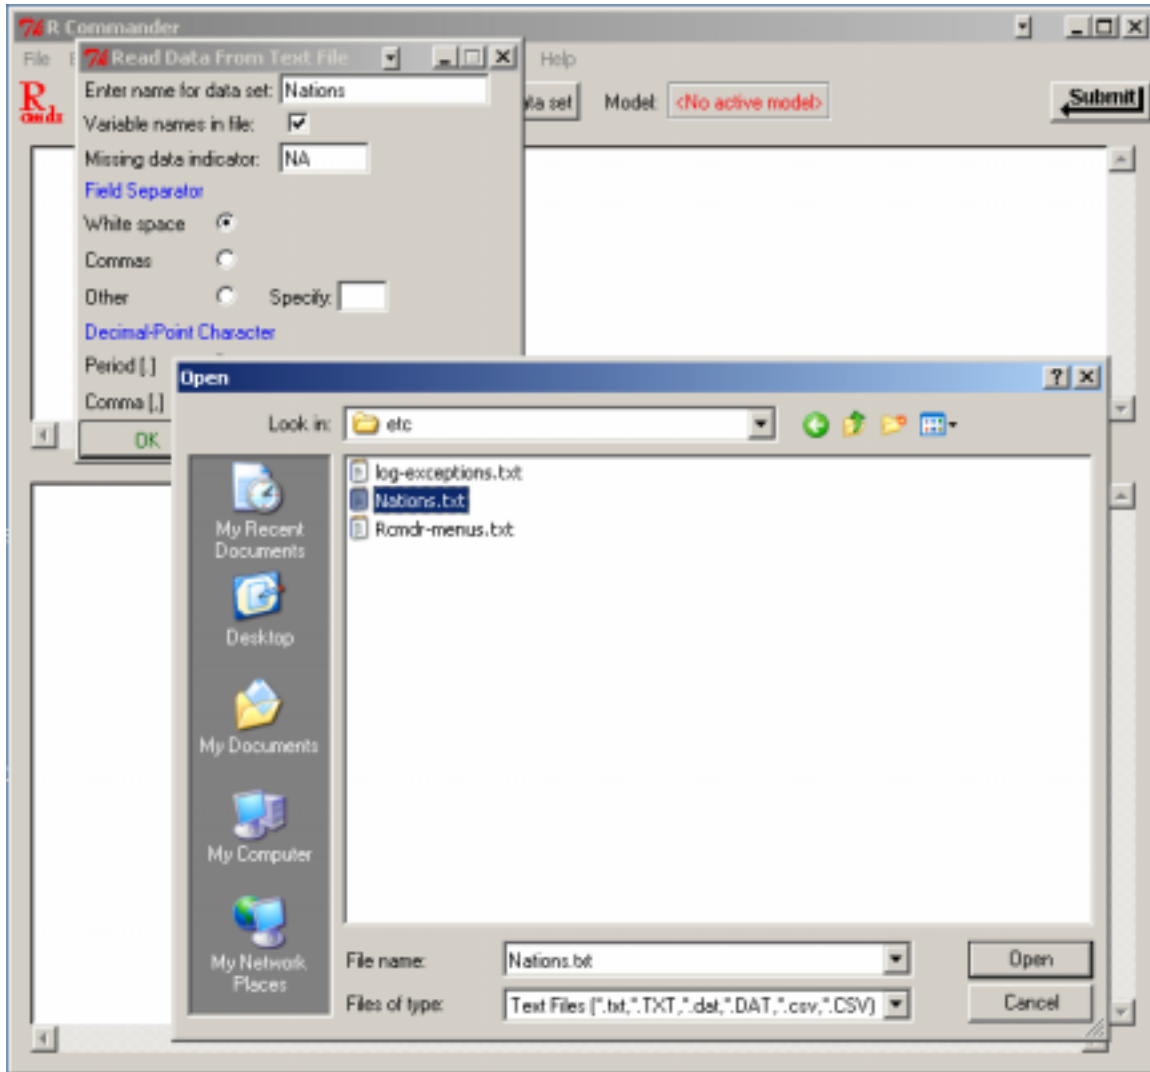 R Commander
File
Read Data From Text File
Help
Rcmdr
Enter name for data set: Nations
ta set
Model: <No active model>
Submit
Variable names in file:
Missing data indicator: NA
Field Separator
White space
Commas
Other
Specify:
Decimal-Point Character
Period [.]
Comma [,]
OK
Open
Look in: etc
log-exceptions.txt
Nations.txt
Rcmdr-menus.txt
My Recent
Documents
Desktop
My Documents
My Computer
My Network
Places
File name: Nations.txt
Open
Files of type: Text Files (*.txt,*.TXT,*.dat,*.DAT,*.csv,*.CSV)
Cancel